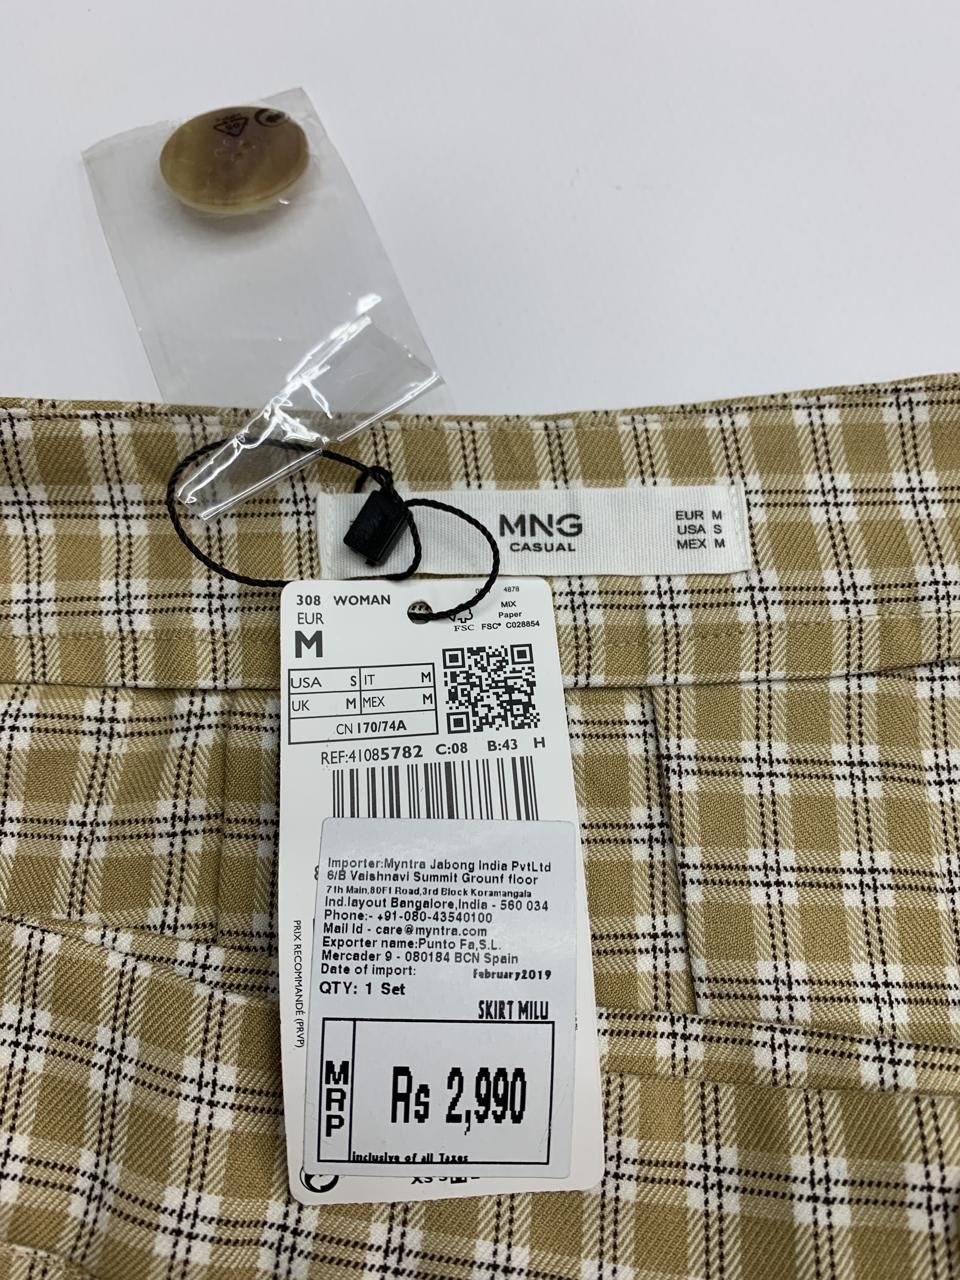 MNG
CASUAL
EUR M
USA S
MEX M
308 WOMAN
EUR
M
4878
MIX
Paper
FSC FSC® C028854
USA S IT M
UK M MEX M
CN 170/74A
REF:41085782 C:08 B:43 H
Importer:Myntra Jabong India PvtLtd
6/B Vaishnavi Summit Grounf floor
7th Main,80F1 Road,3rd Block Koramangala
Ind.layout Bangalore,India - 560 034
Phone:- +91-080-43540100
Mail Id - care@myntra.com
Exporter name:Punto Fa,S.L.
Mercader 9 - 080184 BCN Spain
Date of import: February2019
QTY: 1 Set
SKIRT MILU
MRP
Rs 2,990
inclusive of all Taxes
PRIX RECOMMANDÉ (PRVP)